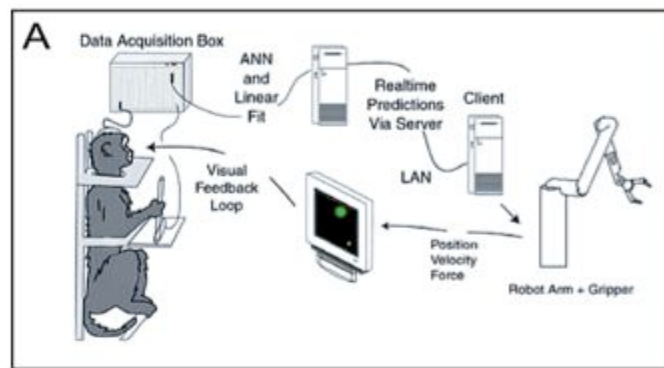 A
Data Acquisition Box
ANN
and
Linear
Fit
Realtime
Predictions
Via Server
Client
LAN
Visual
Feedback
Loop
Position
Velocity
Force
Robot Arm + Gripper